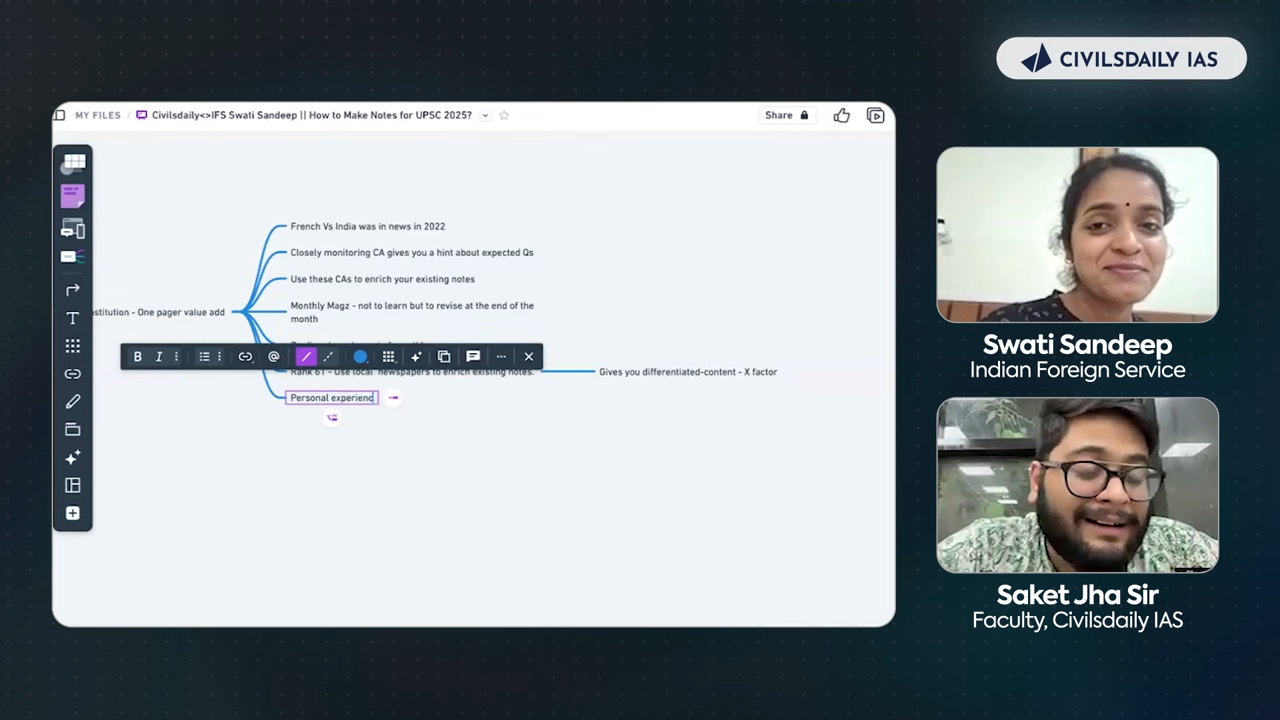 CIVILSDAILY IAS
MY FILES / Civilsdaily<>IFS Swati Sandeep || How to Make Notes for UPSC 2025?
Share
French Vs India was in news in 2022
Closely monitoring CA gives you a hint about expected Qs
Use these CAs to enrich your existing notes
Monthly Magz - not to learn but to revise at the end of the
month
stitution - One pager value add
B I T @
Rank 61 - Use local newspapers to enrich existing notes.
Gives you differentiated-content - X factor
Personal experienc
Swati Sandeep
Indian Foreign Service
Saket Jha Sir
Faculty, Civilsdaily IAS